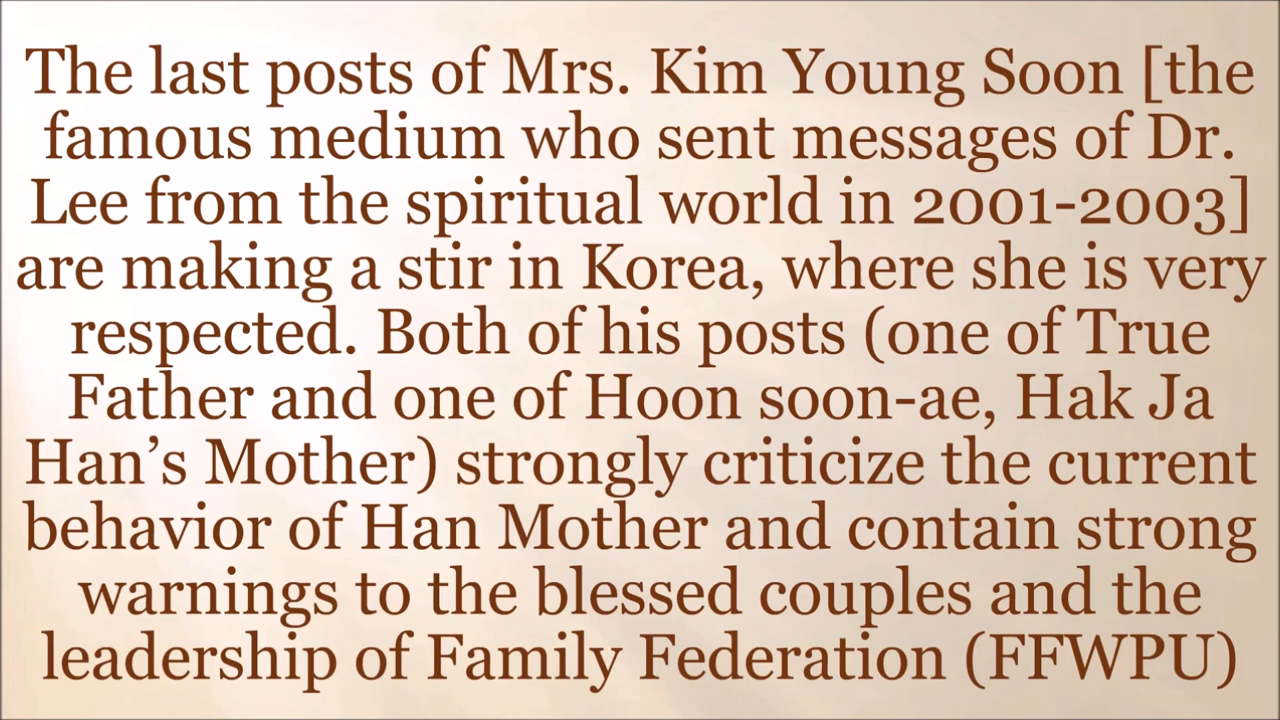 The last posts of Mrs. Kim Young Soon [the
famous medium who sent messages of Dr.
Lee from the spiritual world in 2001-2003]
are making a stir in Korea, where she is very
respected. Both of his posts (one of True
Father and one of Hoon soon-ae, Hak Ja
Han’s Mother) strongly criticize the current
behavior of Han Mother and contain strong
warnings to the blessed couples and the
leadership of Family Federation (FFWPU)